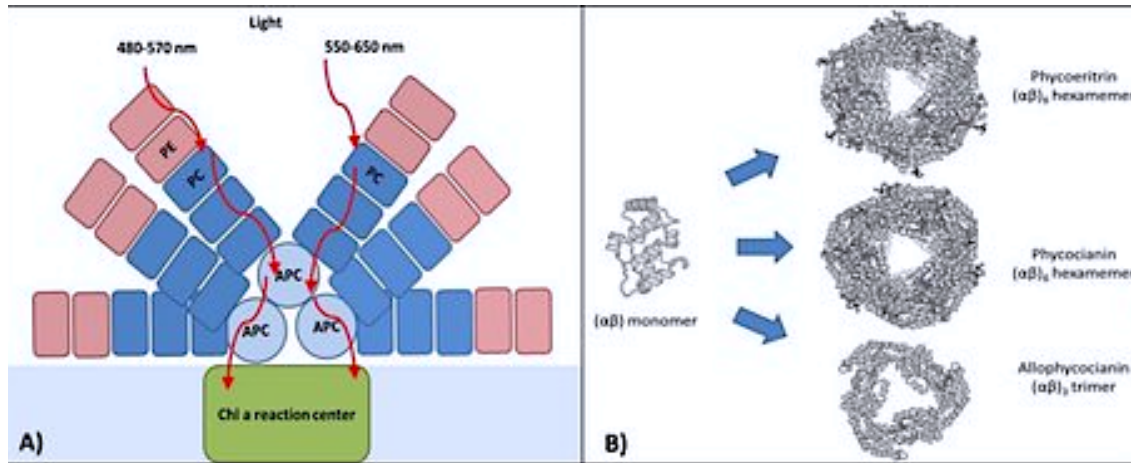 Light
480-570 nm
550-650 nm
PE
PC
PC
APC
APC
APC
Chl a reaction center
A)
(αβ) monomer
Phycoeritrin
(αβ)₆ hexamemer
Phycocianin
(αβ)₆ hexamemer
Allophycocianin
(αβ)₃ trimer
B)